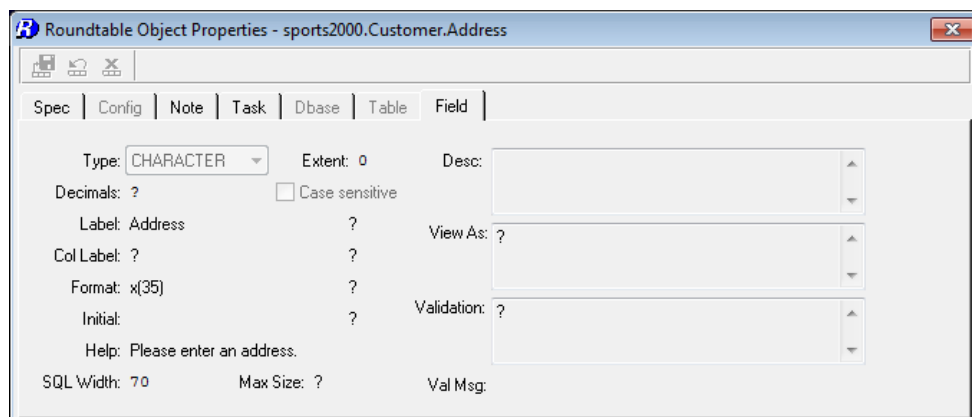 Roundtable Object Properties - sports2000.Customer.Address
Spec Config Note Task Dbase Table Field
Type: CHARACTER Extent: 0 Desc:
Decimals: ? Case sensitive
Label: Address ? View As: ?
Col Label: ? ?
Format: x(35) ? Validation: ?
Initial: ?
Help: Please enter an address.
SQL Width: 70 Max Size: ? Val Msg: